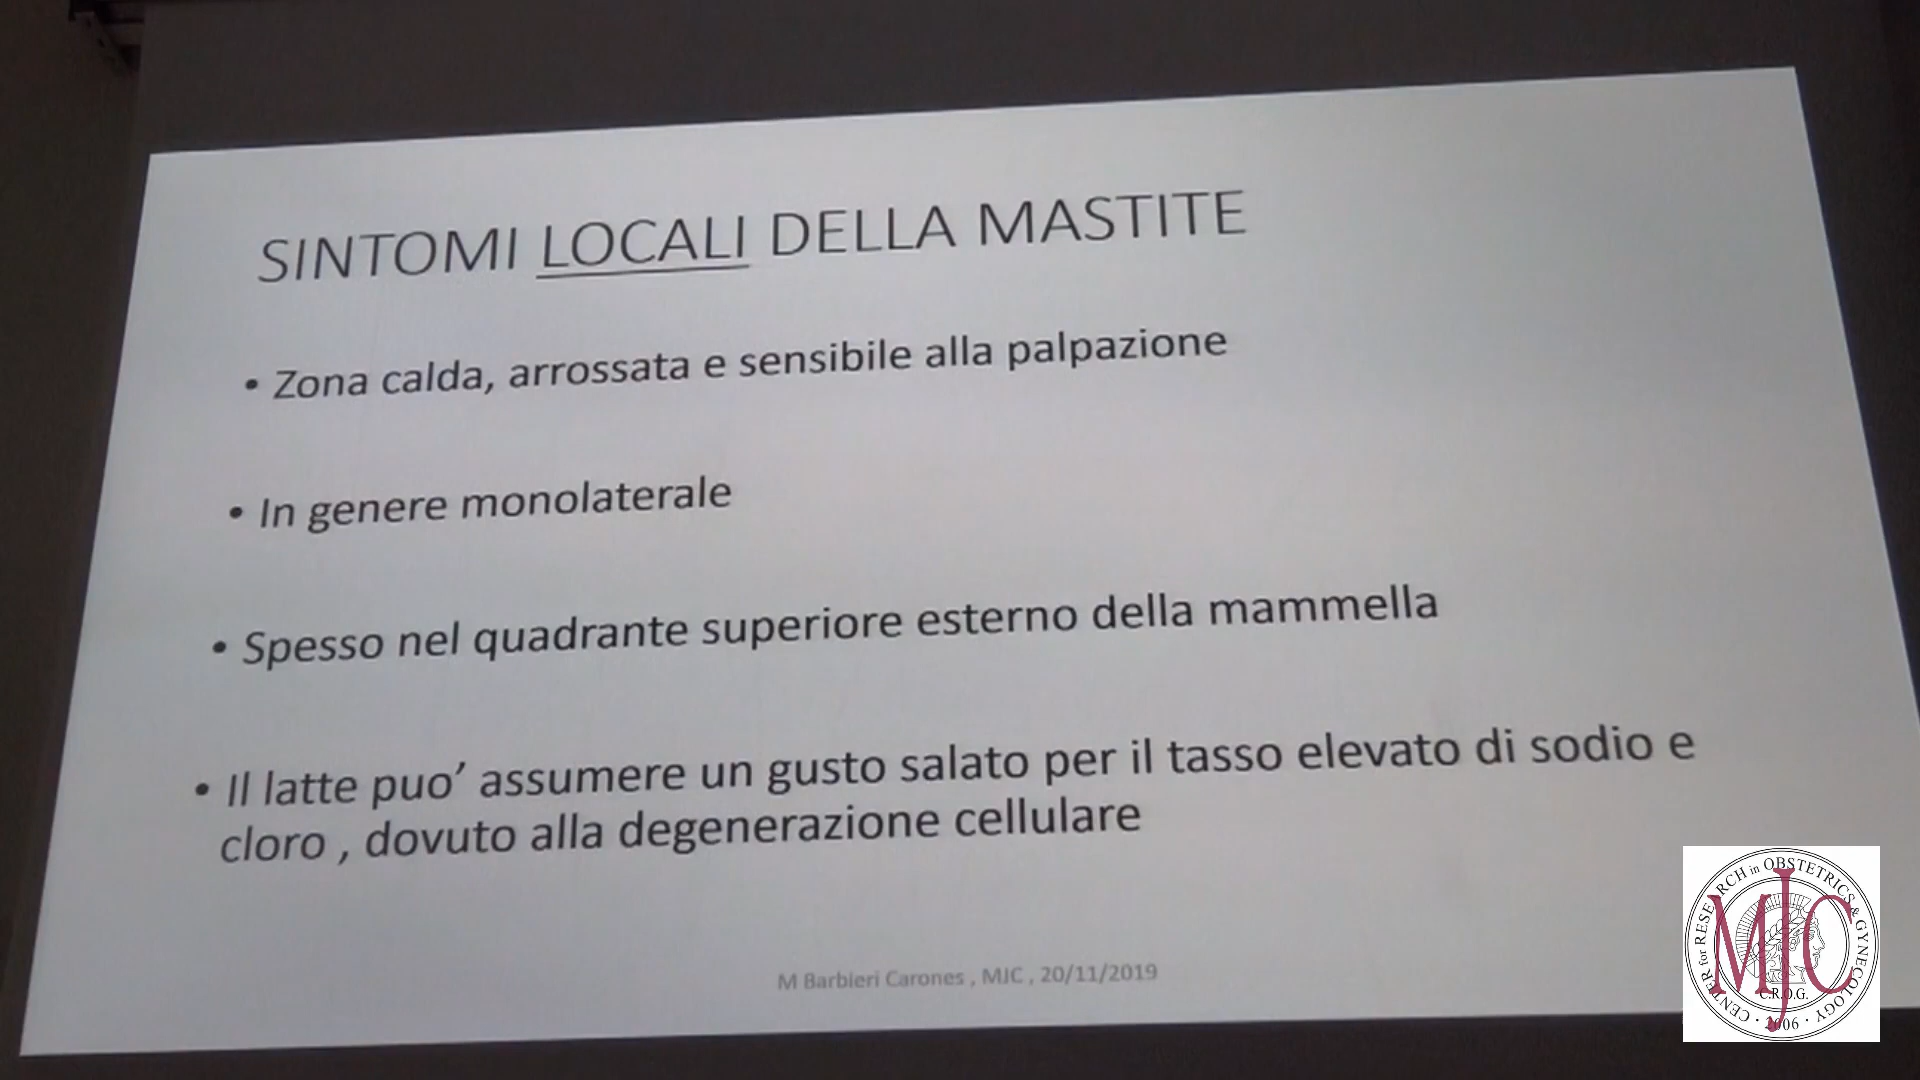 SINTOMI LOCALI DELLA MASTITE
• Zona calda, arrossata e sensibile alla palpazione
• In genere monolaterale
• Spesso nel quadrante superiore esterno della mammella
• Il latte puo’ assumere un gusto salato per il tasso elevato di sodio e
cloro , dovuto alla degenerazione cellulare
M Barbieri Carones , MJC , 20/11/2019
CENTER for RESEARCH in OBSTETRICS & GYNECOLOGY
MJC
C.R.O.G.
2006